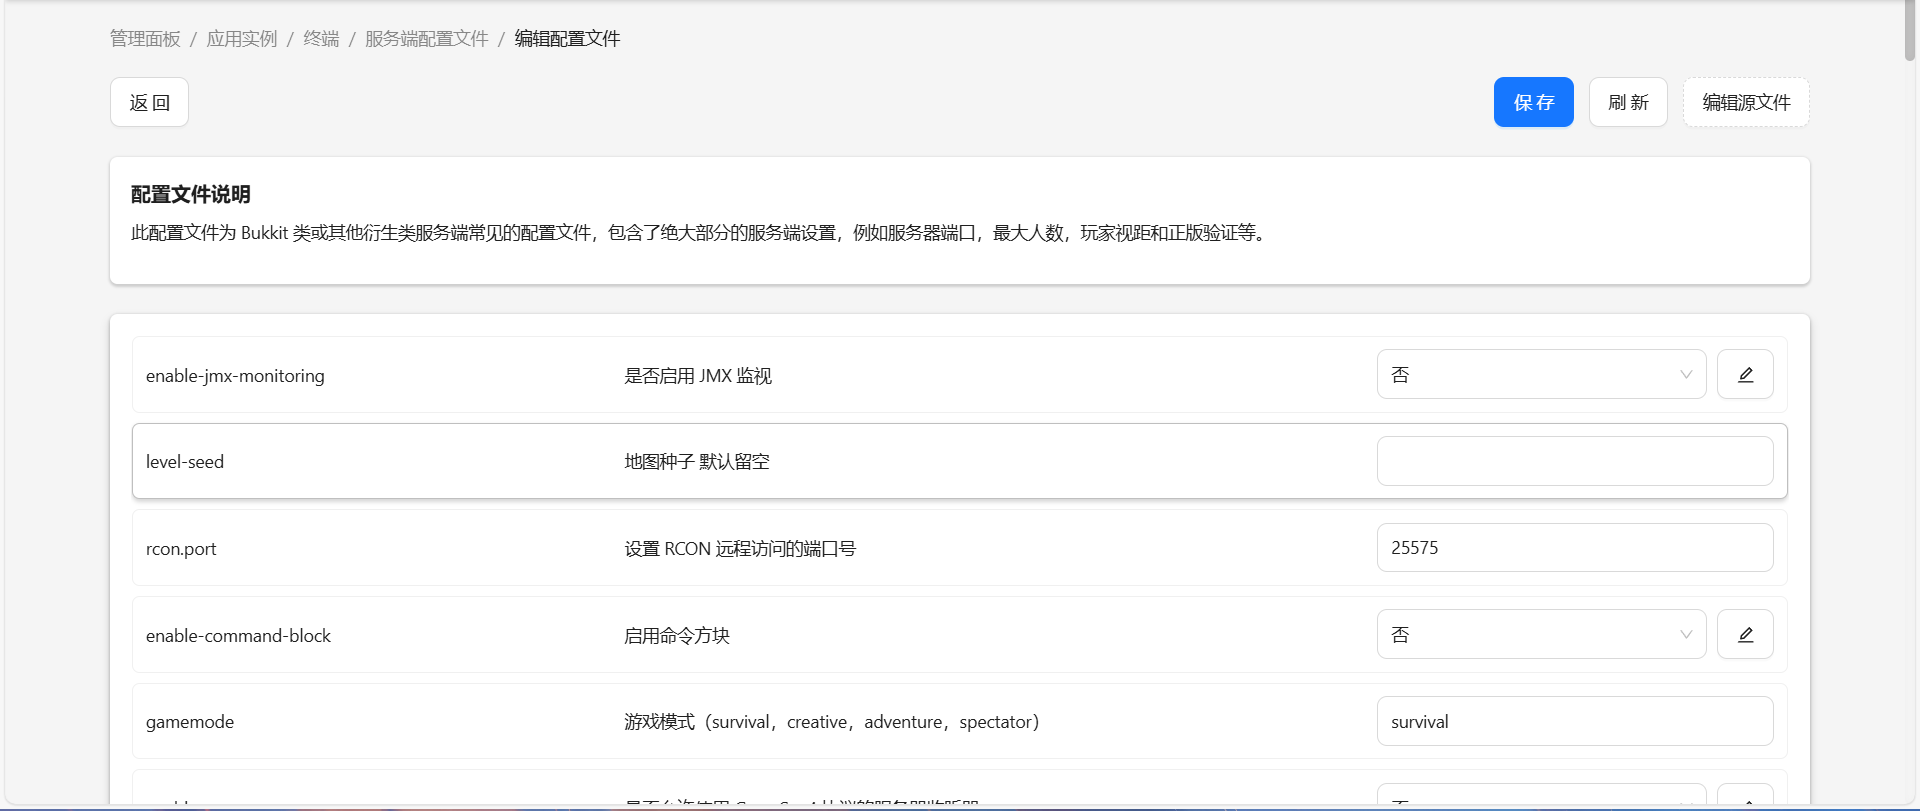 管理面板 / 应用实例 / 终端 / 服务端配置文件 / 编辑配置文件
返回
保存 刷新 编辑源文件
配置文件说明
此配置文件为 Bukkit 类或其他衍生类服务端常见的配置文件，包含了绝大部分的服务端设置，例如服务器端口，最大人数，玩家视距和正版验证等。
enable-jmx-monitoring 是否启用 JMX 监视 否
level-seed 地图种子 默认留空
rcon.port 设置 RCON 远程访问的端口号 25575
enable-command-block 启用命令方块 否
gamemode 游戏模式（survival，creative，adventure，spectator） survival